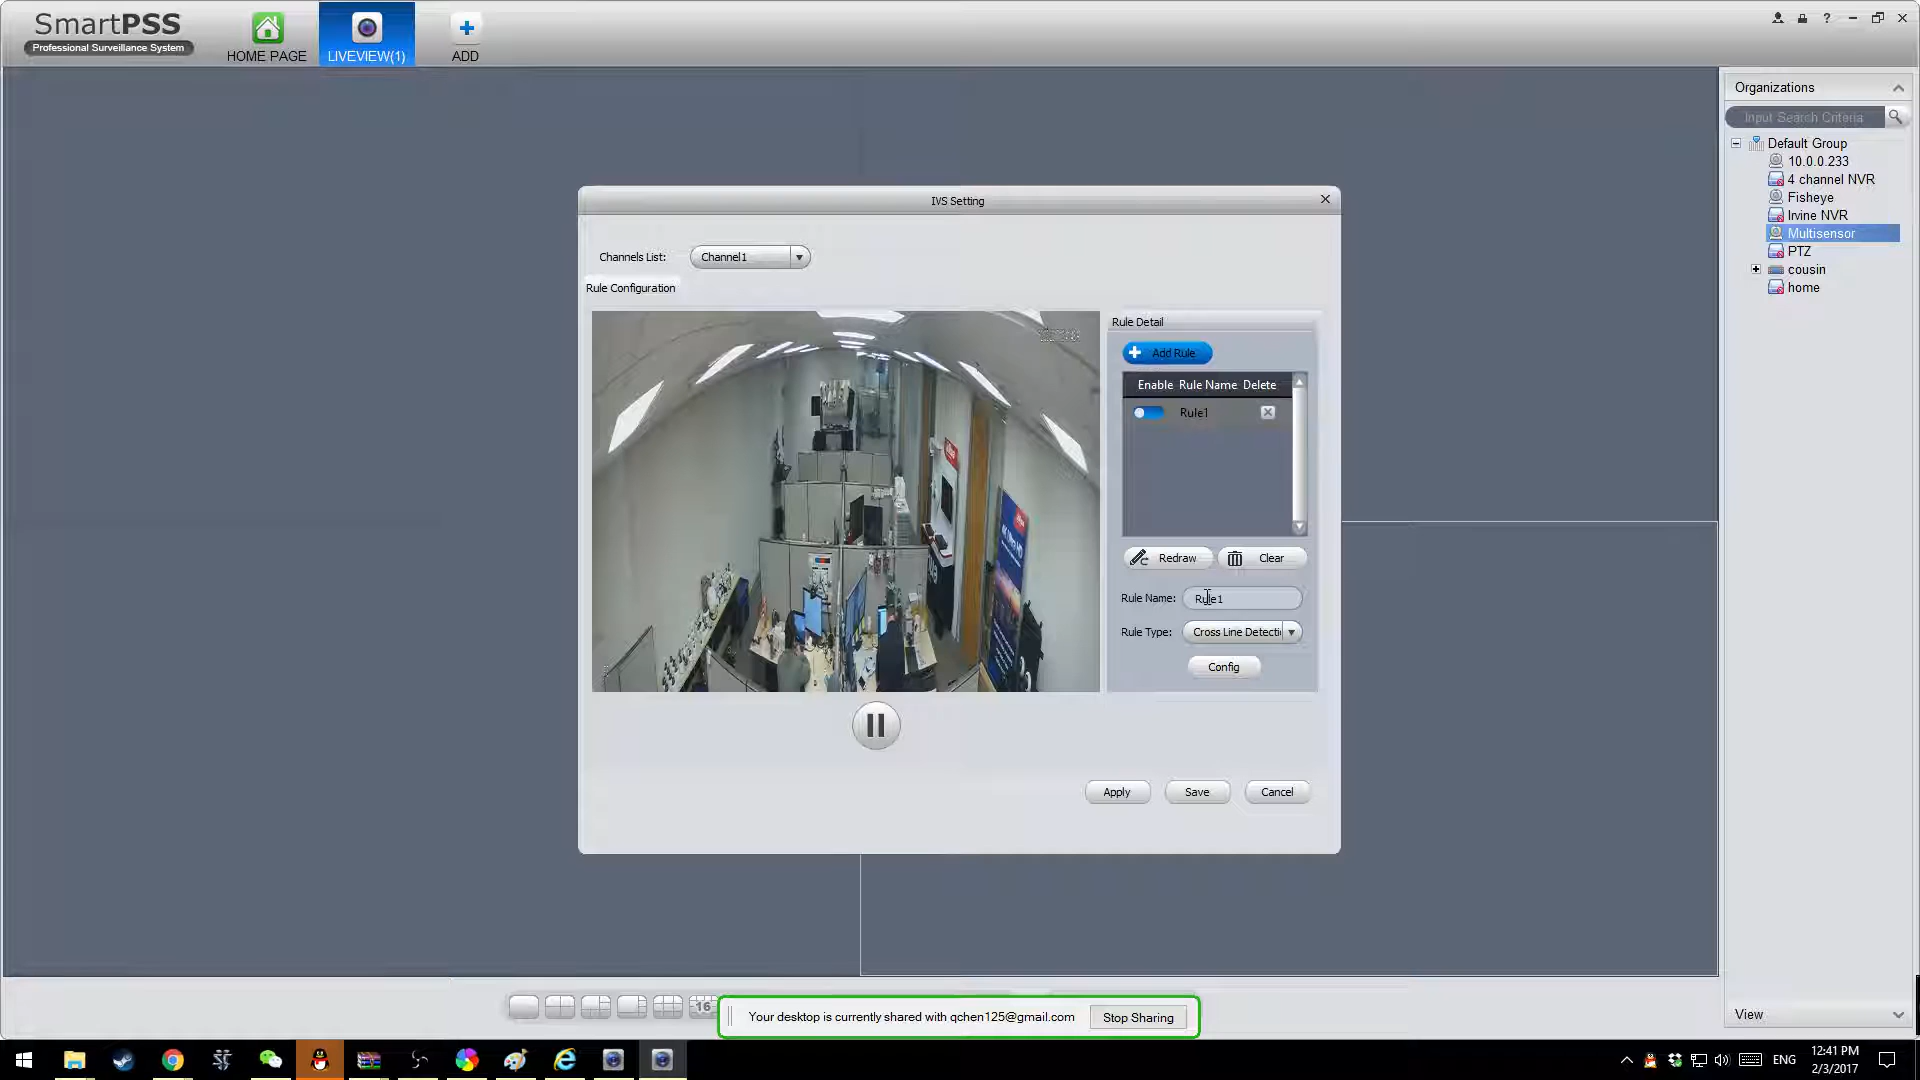 SmartPSS
Professional Surveillance System
HOME PAGE
LIVEVIEW(1)
ADD
?
Organizations
Input Search Criteria
Default Group
10.0.0.233
4 channel NVR
Fisheye
Irvine NVR
Multisensor
PTZ
cousin
home
IVS Setting
Channels List: Channel1
Rule Configuration
Rule Detail
Add Rule
Enable Rule Name Delete
Rule1
Redraw
Clear
Rule Name: Rule1
Rule Type: Cross Line Detecti
Config
Apply
Save
Cancel
16
Your desktop is currently shared with qchen125@gmail.com
Stop Sharing
View
ENG
12:41 PM
2/3/2017